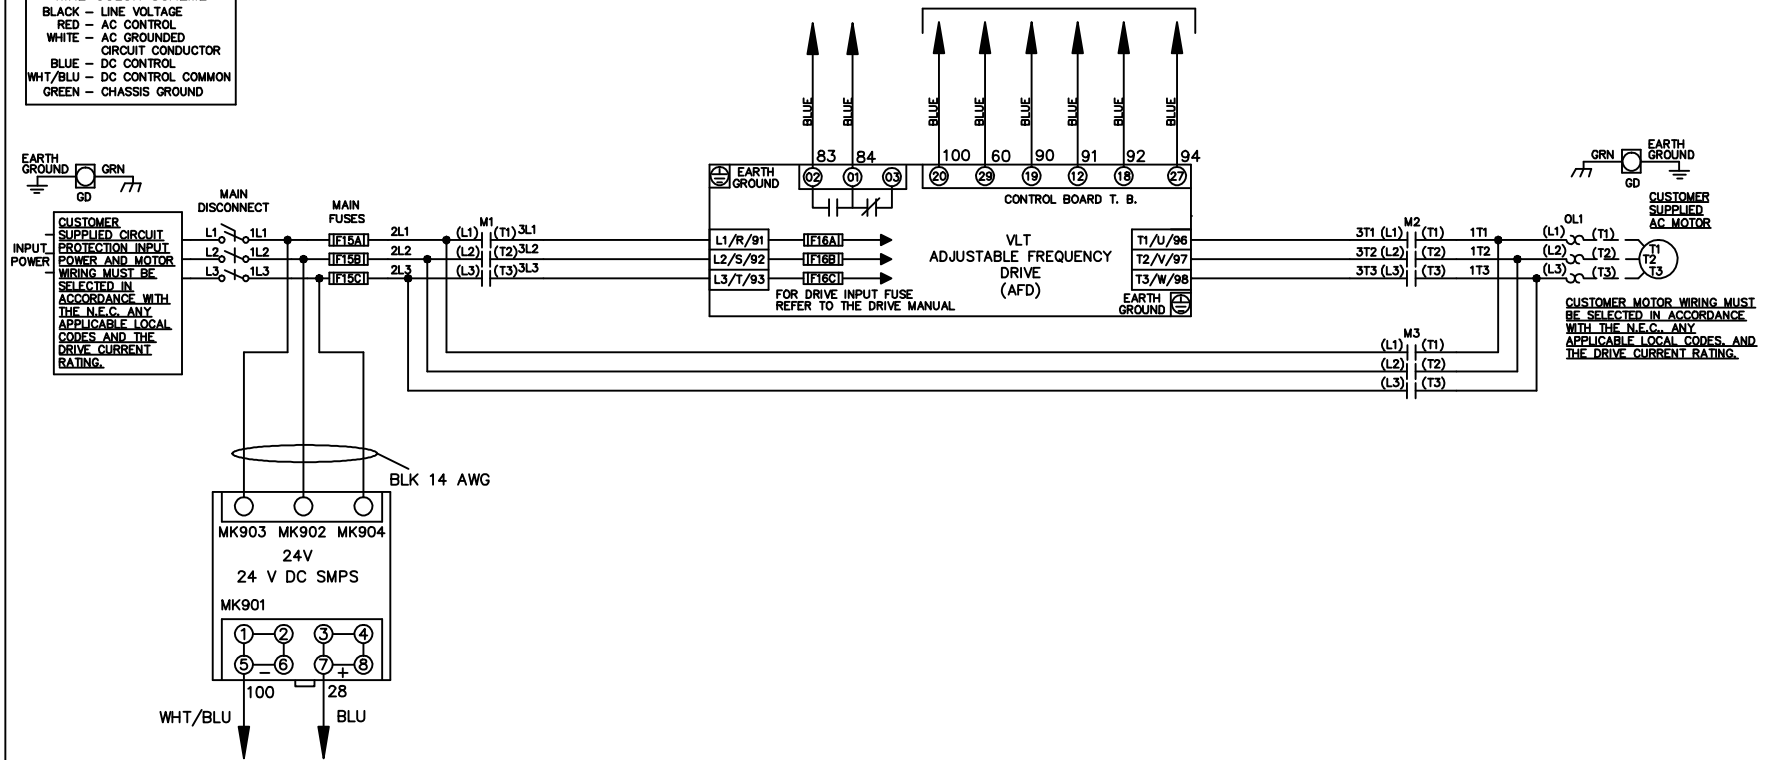 BLACK – LINE VOLTAGE
RED – AC CONTROL
WHITE – AC GROUNDED
CIRCUIT CONDUCTOR
BLUE – DC CONTROL
WHT/BLU – DC CONTROL COMMON
GREEN – CHASSIS GROUND
BLUE BLUE BLUE BLUE BLUE BLUE BLUE BLUE
83 84 100 60 90 91 92 94
02 01 03 20 29 19 12 18 27
EARTH
GROUND
GRN
GD
MAIN
DISCONNECT
MAIN
FUSES
INPUT
POWER
CUSTOMER
SUPPLIED CIRCUIT
PROTECTION INPUT
POWER AND MOTOR
WIRING MUST BE
SELECTED IN
ACCORDANCE WITH
THE N.E.C. ANY
APPLICABLE LOCAL
CODES AND THE
DRIVE CURRENT
RATING.
L1 1L1 F15A 2L1 (L1) M1 (T1) 3L1
L2 1L2 F15B 2L2 (L2) (T2) 3L2
L3 1L3 F15C 2L3 (L3) (T3) 3L3
EARTH
GROUND
CONTROL BOARD T. B.
L1/R/91 F16A
L2/S/92 F16B
L3/T/93 F16C
FOR DRIVE INPUT FUSE
REFER TO THE DRIVE MANUAL
VLT
ADJUSTABLE FREQUENCY
DRIVE
(AFD)
T1/U/96
T2/V/97
T3/W/98
EARTH
GROUND
M2
3T1 (L1) (T1) 1T1
3T2 (L2) (T2) 1T2
3T3 (L3) (T3) 1T3
M3
(L1) (T1)
(L2) (T2)
(L3) (T3)
OL1
(L1) (T1)
(L2) (T2)
(L3) (T3)
T1
T2
T3
GRN
EARTH
GROUND
GD
CUSTOMER
SUPPLIED
AC MOTOR
CUSTOMER MOTOR WIRING MUST
BE SELECTED IN ACCORDANCE
WITH THE N.E.C., ANY
APPLICABLE LOCAL CODES, AND
THE DRIVE CURRENT RATING.
BLK 14 AWG
MK903 MK902 MK904
24V
24 V DC SMPS
MK901
1 2 3 4
5 – 6 7 + 8
100 28
WHT/BLU BLU